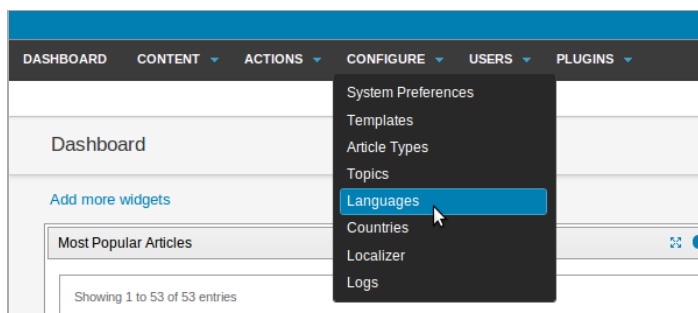 DASHBOARD CONTENT ACTIONS CONFIGURE USERS PLUGINS
System Preferences
Templates
Article Types
Topics
Languages
Countries
Localizer
Logs
Dashboard
Add more widgets
Most Popular Articles
Showing 1 to 53 of 53 entries